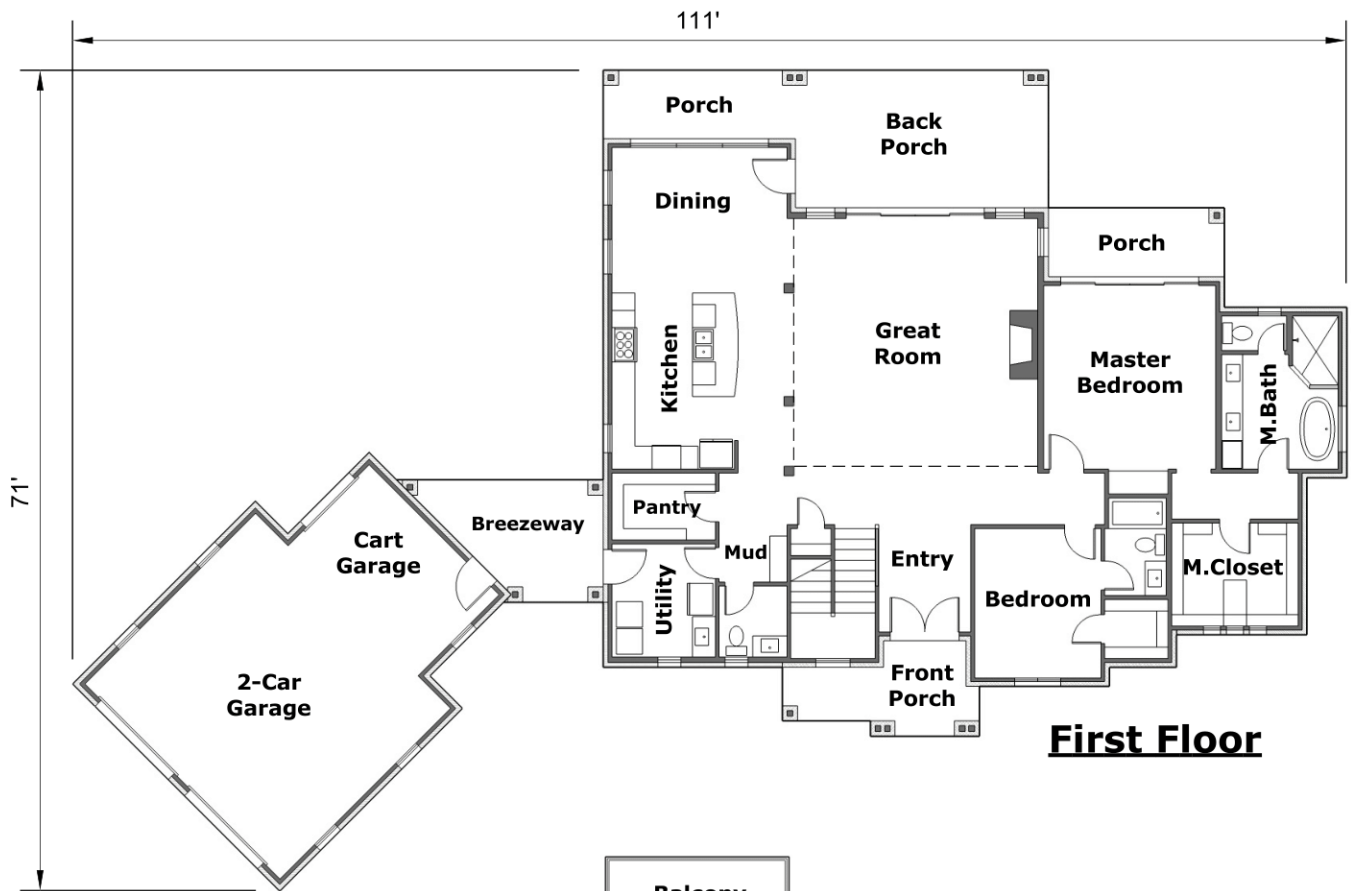 111'
71'
Porch
Back
Porch
Dining
Porch
Kitchen
Great
Room
Master
Bedroom
M.Bath
Cart
Garage
Breezeway
Pantry
Mud
Utility
Entry
Bedroom
M.Closet
2-Car
Garage
Front
Porch
First Floor
Balcony